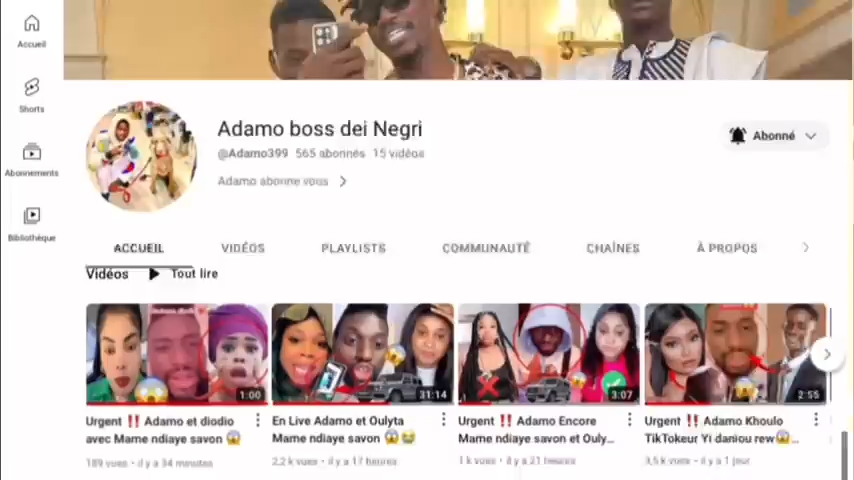 Accueil
Shorts
Abonnements
Bibliothèque
Adamo boss dei Negri
@Adamo399 565 abonnés 15 vidéos
Adamo abonne vous
Abonné
ACCUEIL VIDÉOS PLAYLISTS COMMUNAUTÉ CHAÎNES À PROPOS
Vidéos Tout lire
1:00 31:14 3:07 2:55
Urgent ‼️ Adamo et diodio
avec Mame ndiaye savon 😱
189 vues • il y a 34 minutes
En Live Adamo et Oulyta
Mame ndiaye savon 😱😭
2,2 k vues • il y a 17 heures
Urgent ‼️ Adamo Encore
Mame ndiaye savon et Ouly...
1 k vues • il y a 21 heures
Urgent ‼️ Adamo Khoulo
TikTokeur Yi daniou rew😱...
3,5 k vues • il y a 1 jour